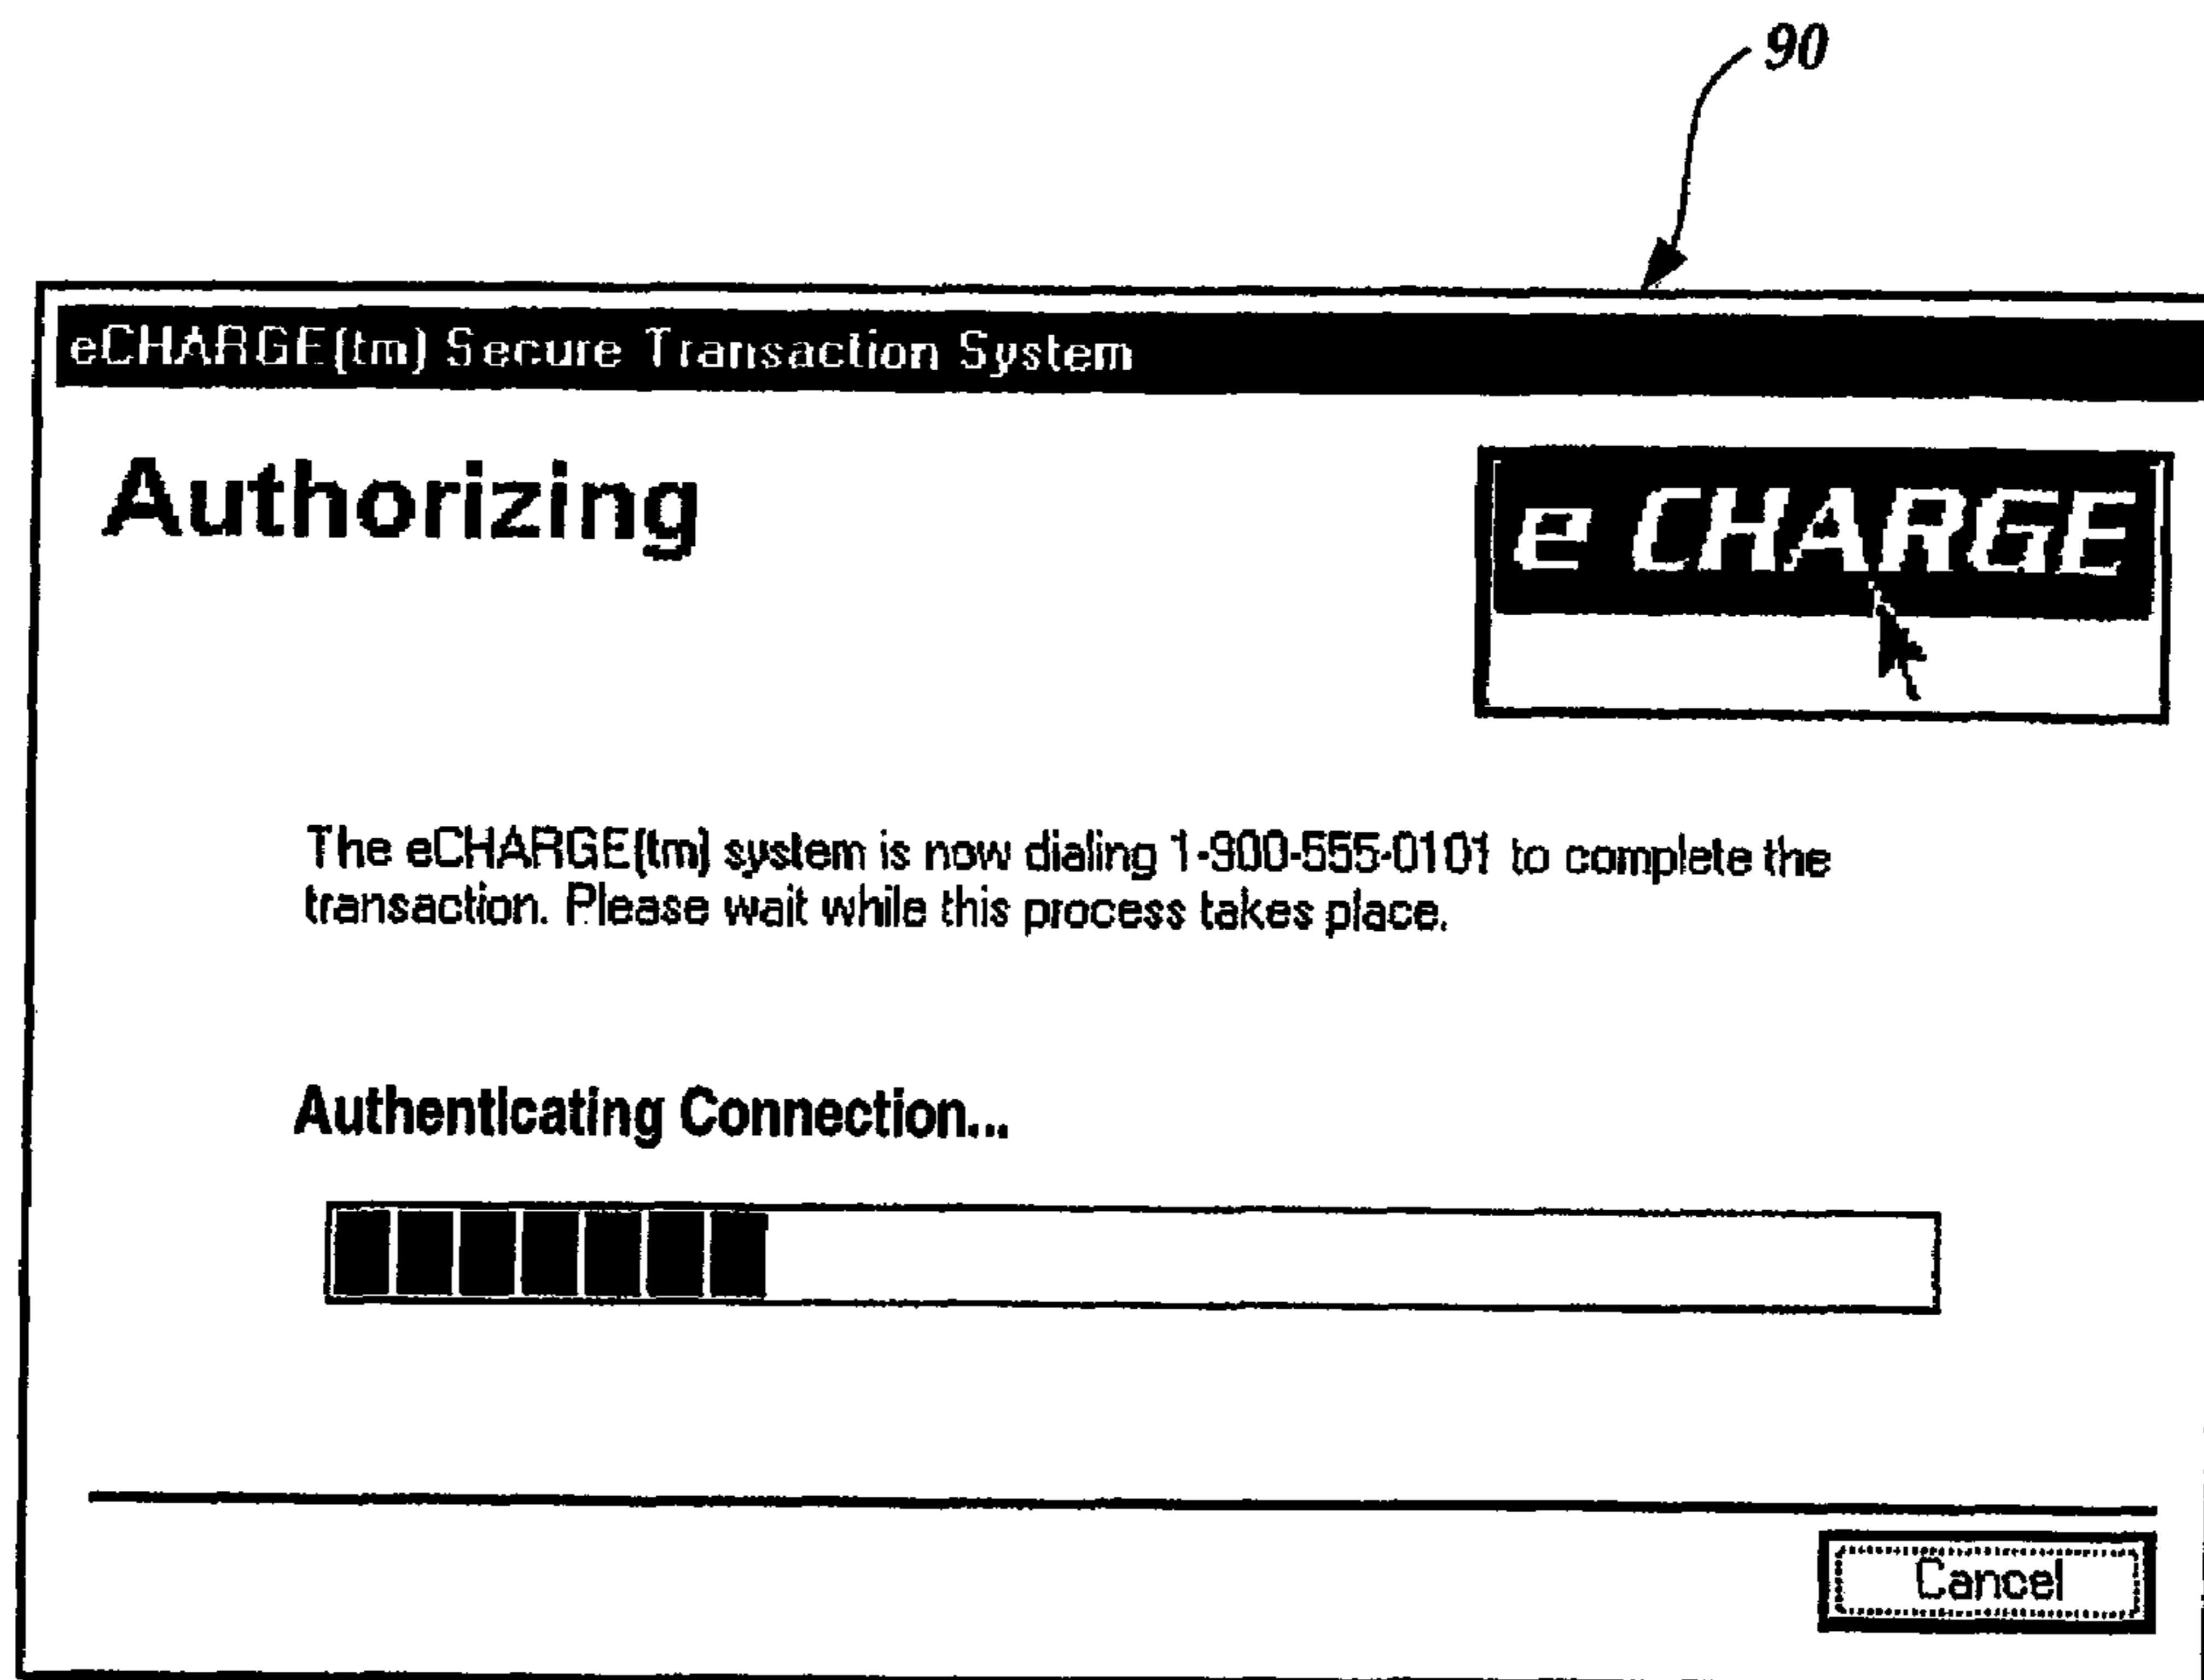 90
eCHARGE(tm) Secure Transaction System
Authorizing
e CHARGE
The eCHARGE(tm) system is now dialing 1-900-555-0101 to complete the
transaction. Please wait while this process takes place.
Authenticating Connection...
Cancel